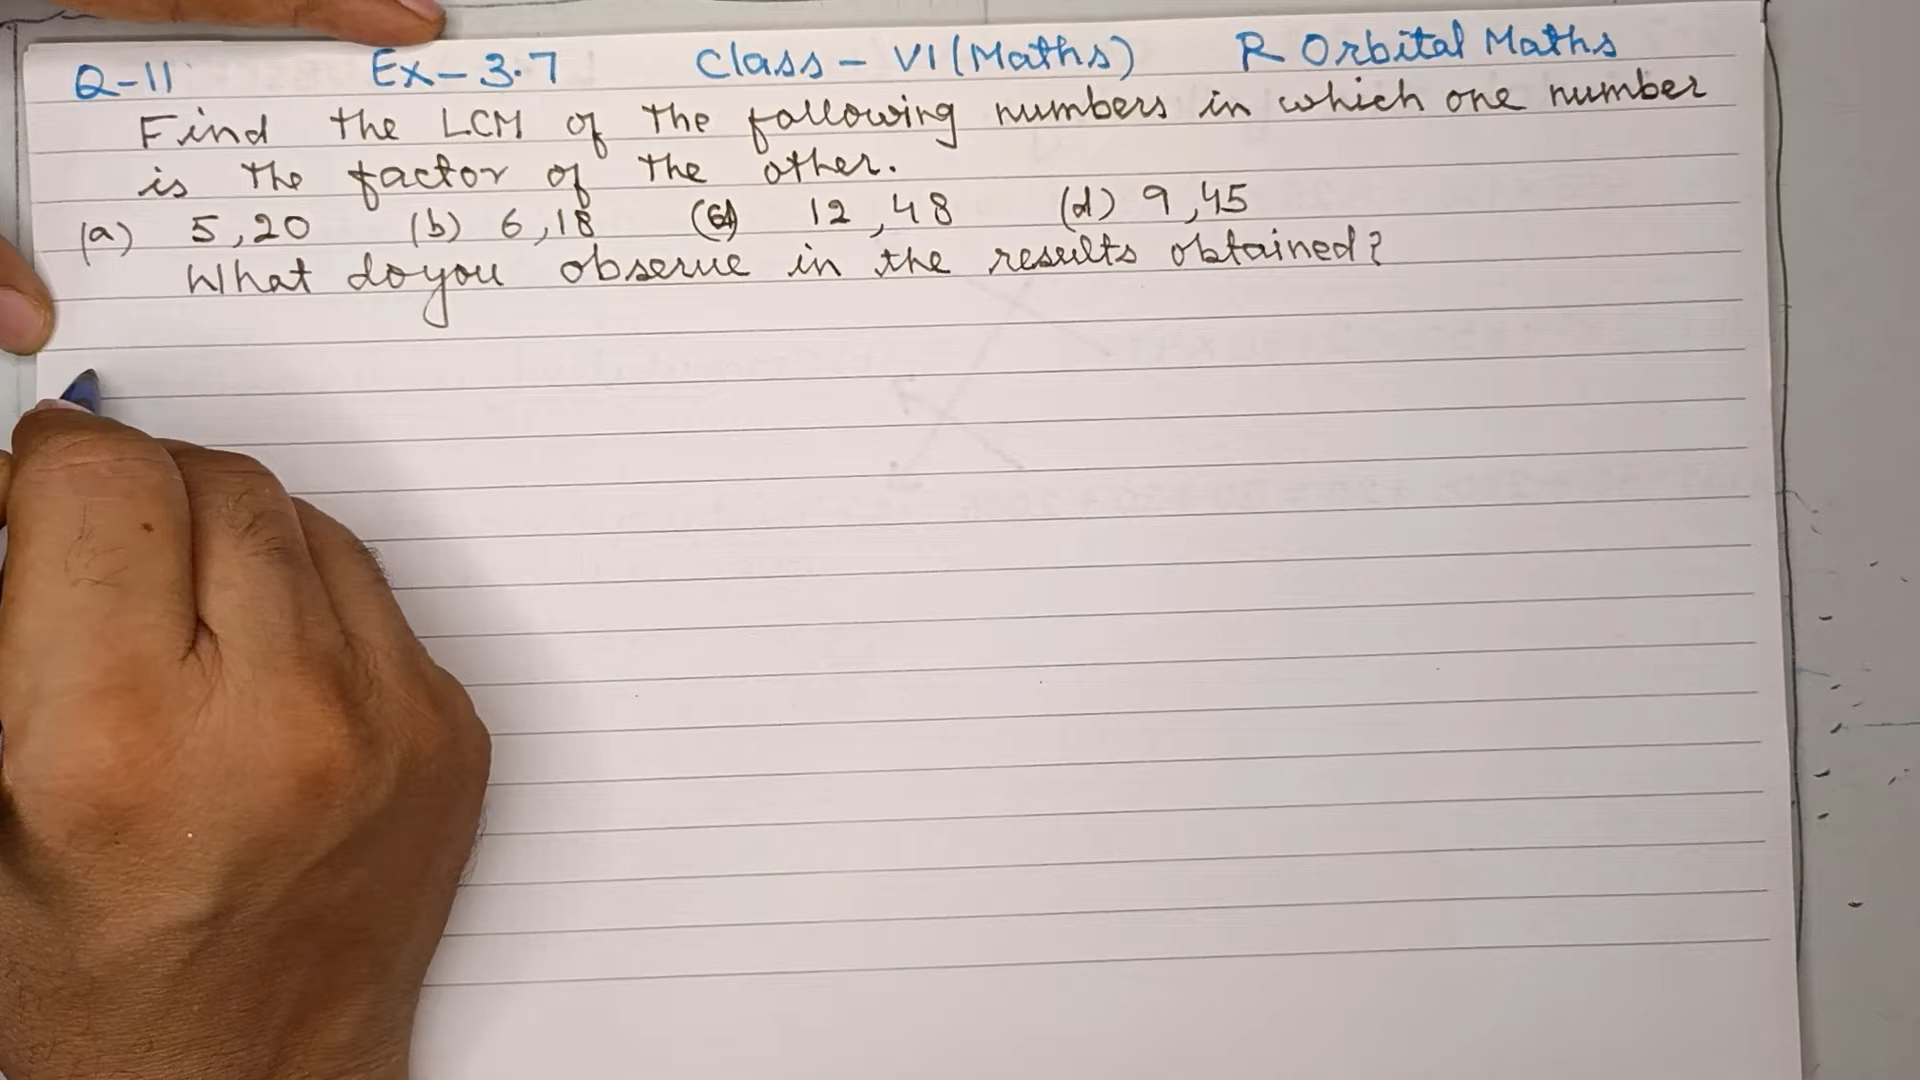 Q-11 Ex-3.7 Class-VI (Maths) R Orbital Maths
Find the LCM of the following numbers in which one number
is the factor of the other.
(a) 5,20 (b) 6,18 (c) 12,48 (d) 9,45
What do you observe in the results obtained?